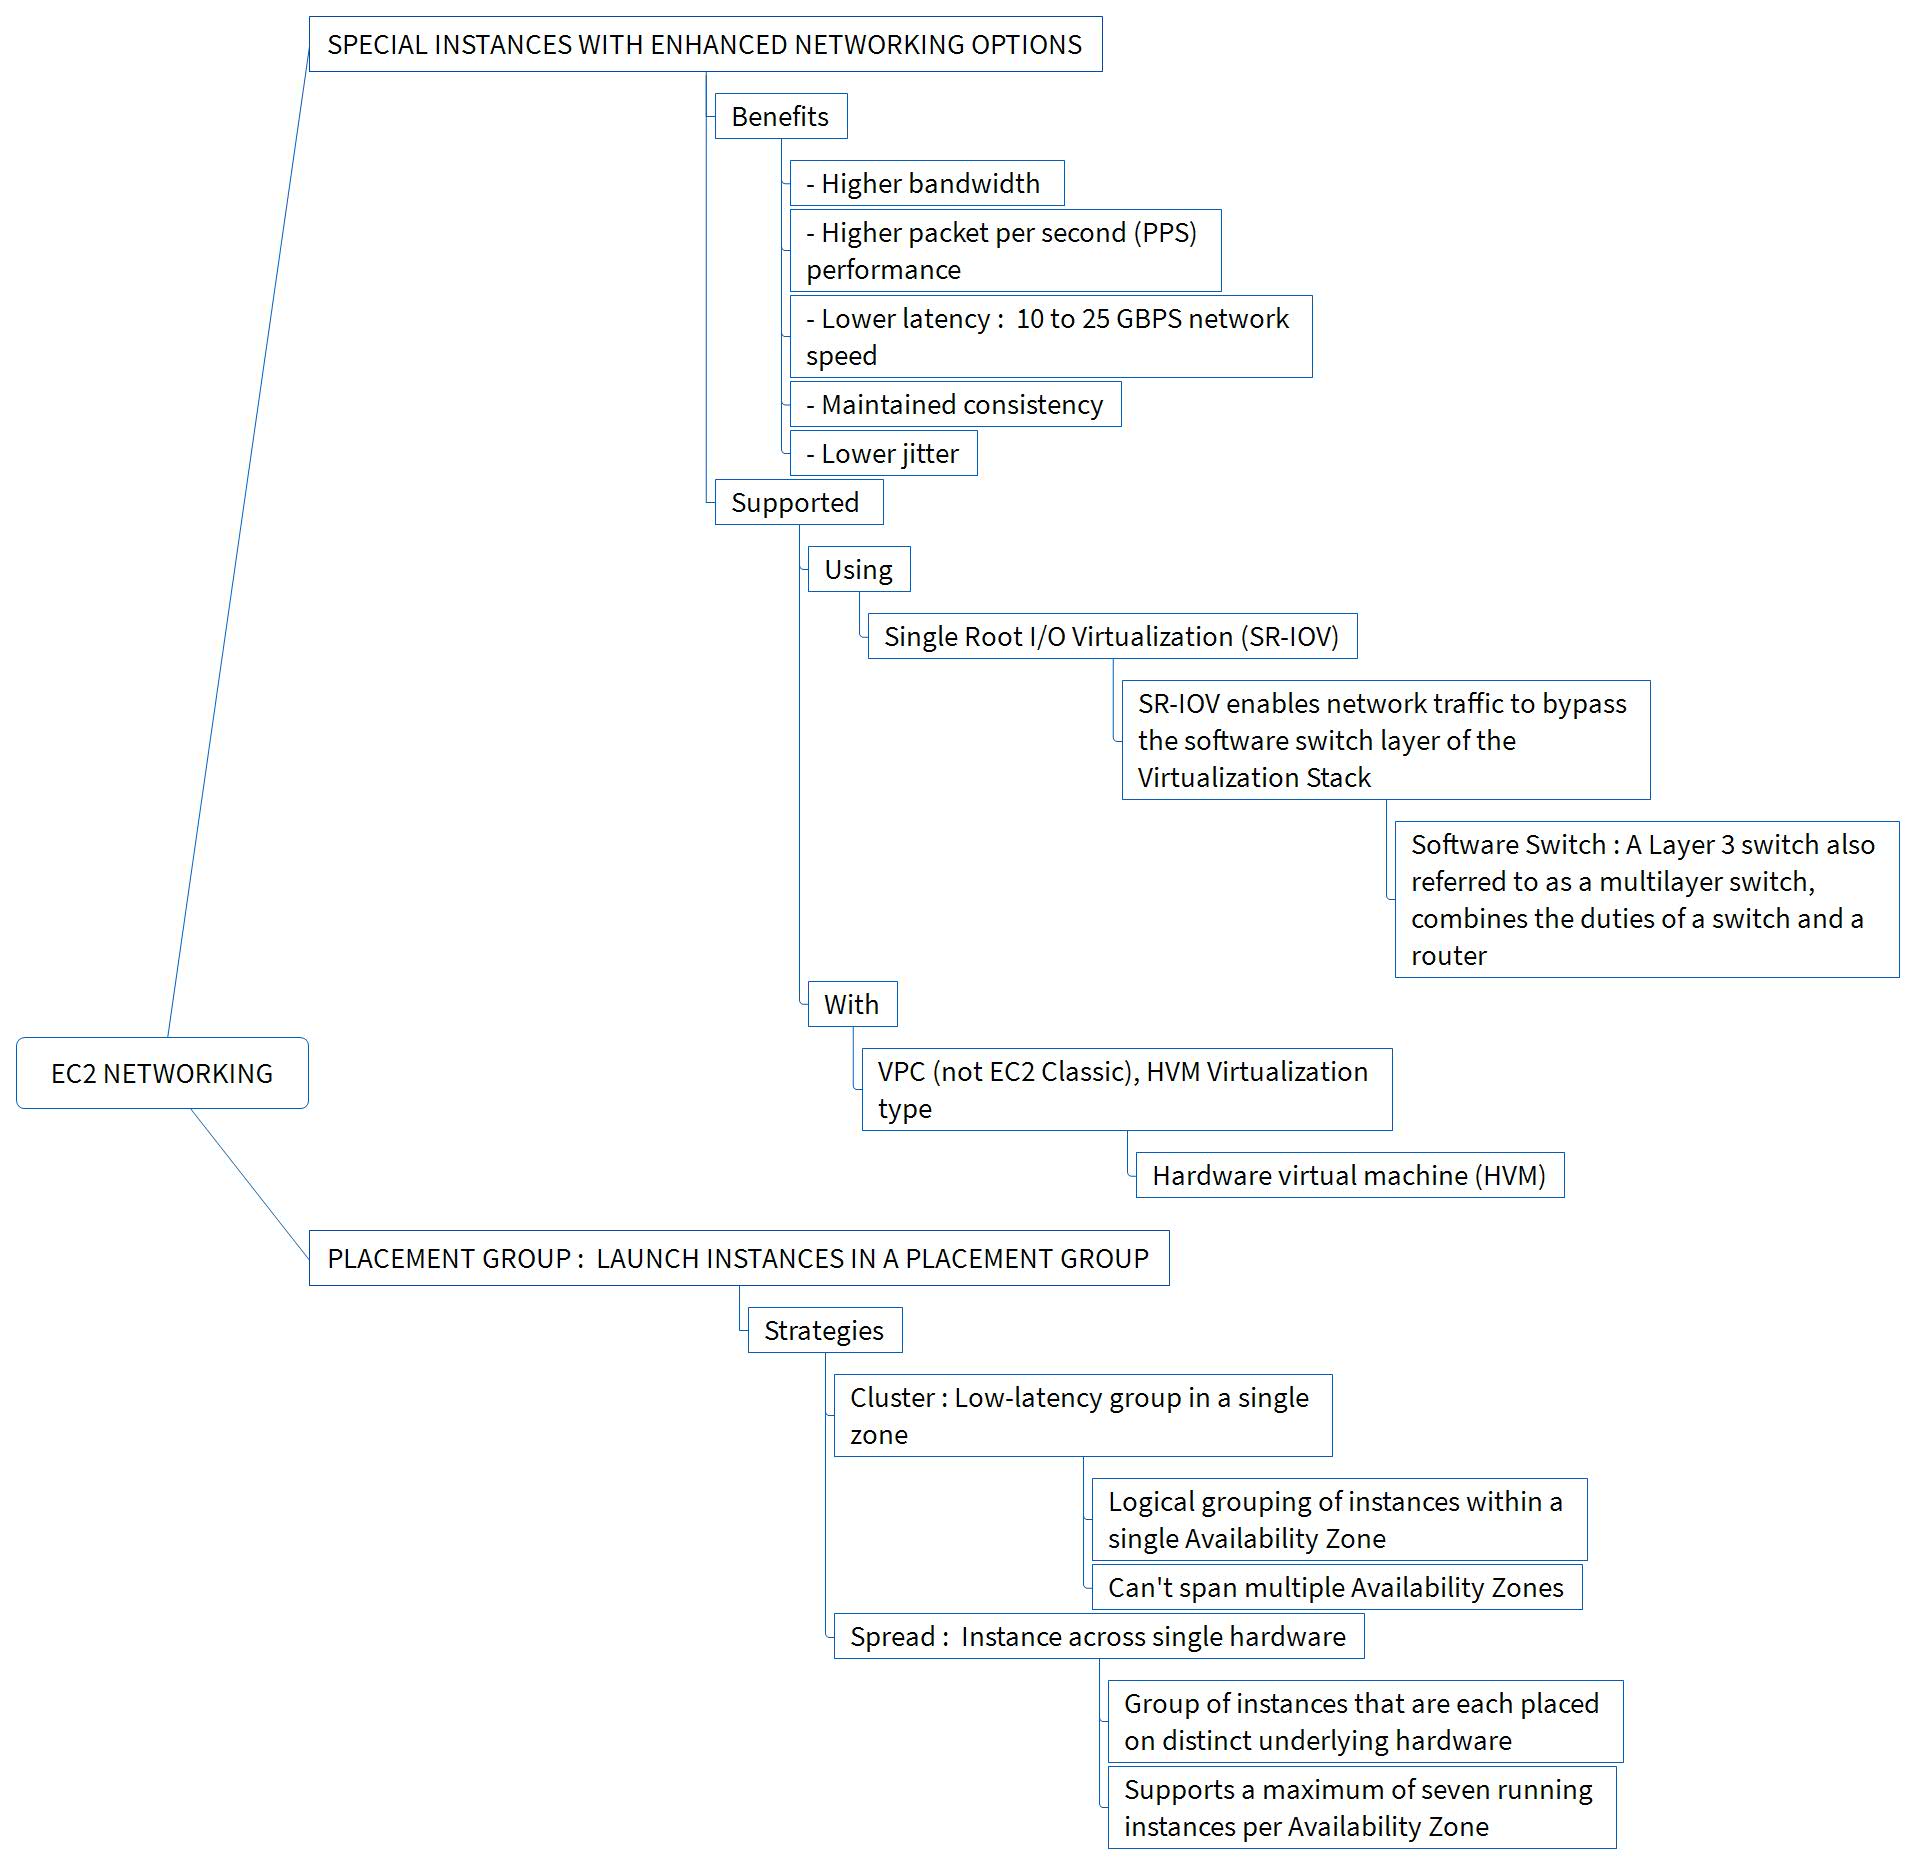 SPECIAL INSTANCES WITH ENHANCED NETWORKING OPTIONS
Benefits
- Higher bandwidth
- Higher packet per second (PPS)
performance
- Lower latency :  10 to 25 GBPS network
speed
- Maintained consistency
- Lower jitter
Supported
Using
Single Root I/O Virtualization (SR-IOV)
SR-IOV enables network traffic to bypass
the software switch layer of the
Virtualization Stack
Software Switch : A Layer 3 switch also
referred to as a multilayer switch,
combines the duties of a switch and a
router
With
EC2 NETWORKING
VPC (not EC2 Classic), HVM Virtualization
type
Hardware virtual machine (HVM)
PLACEMENT GROUP :  LAUNCH INSTANCES IN A PLACEMENT GROUP
Strategies
Cluster : Low-latency group in a single
zone
Logical grouping of instances within a
single Availability Zone
Can't span multiple Availability Zones
Spread :  Instance across single hardware
Group of instances that are each placed
on distinct underlying hardware
Supports a maximum of seven running
instances per Availability Zone